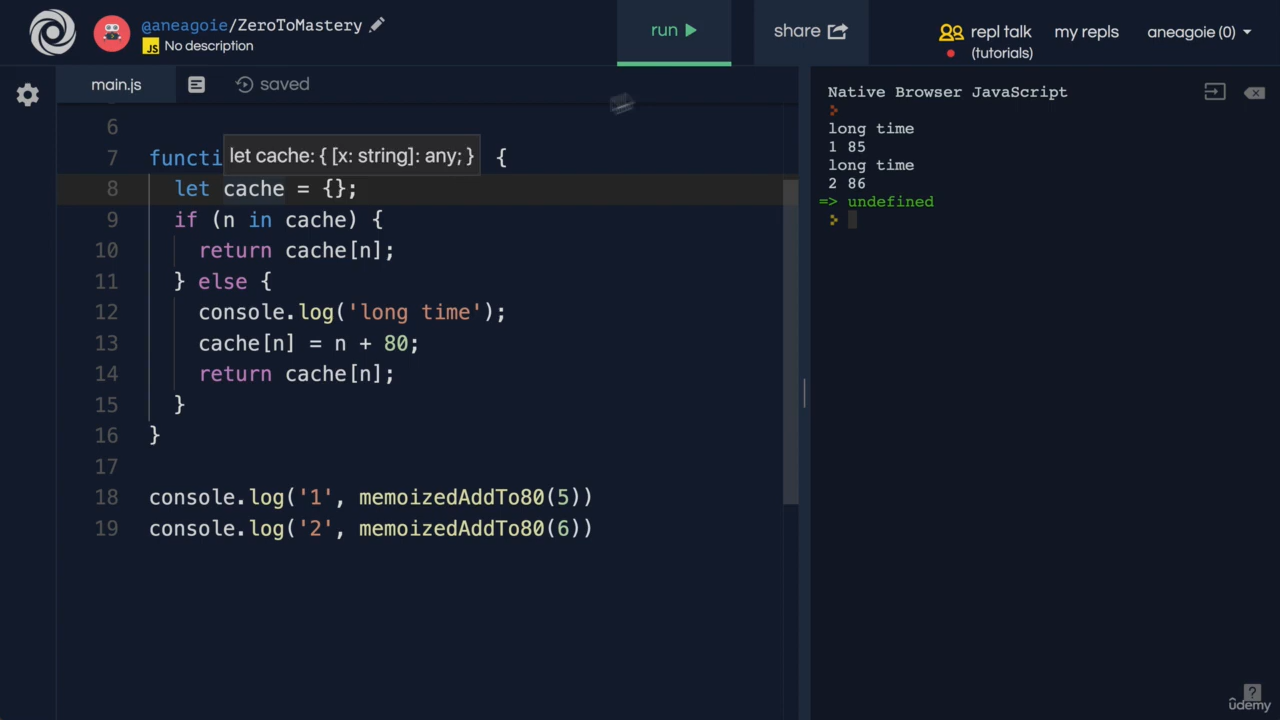 @aneagoie/ZeroToMastery
JS No description
run
share
repl talk
(tutorials)
my repls
aneagoie (0)
main.js
saved
6
7 functi {
let cache: { [x: string]: any; }
8 let cache = {};
9 if (n in cache) {
10 return cache[n];
11 } else {
12 console.log('long time');
13 cache[n] = n + 80;
14 return cache[n];
15 }
16 }
17
18 console.log('1', memoizedAddTo80(5))
19 console.log('2', memoizedAddTo80(6))
Native Browser JavaScript
long time
1 85
long time
2 86
=> undefined
?
ûdemy